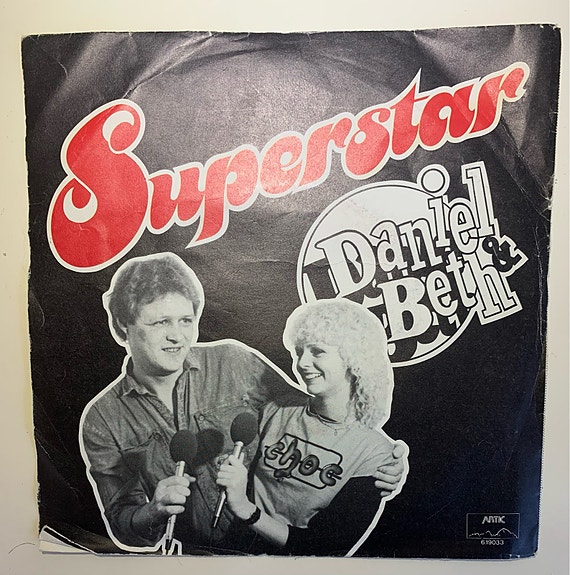 Superstar
Daniel
& Beth
choc
ARTIC
619033